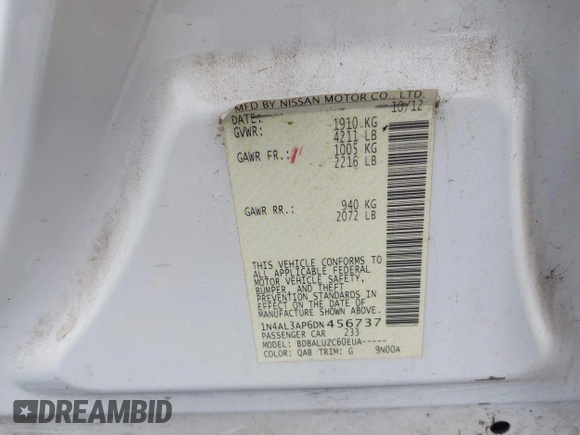 MFD BY NISSAN MOTOR CO., LTD.
DATE: 10/12
GVWR: 1910 KG
4211 LB
GAWR FR.: 1005 KG
2216 LB
GAWR RR.: 940 KG
2072 LB
THIS VEHICLE CONFORMS TO
ALL APPLICABLE FEDERAL
MOTOR VEHICLE SAFETY,
BUMPER, AND THEFT
PREVENTION STANDARDS IN
EFFECT ON THE DATE OF
MANUFACTURE SHOWN ABOVE.
1N4AL3AP6DN456737
PASSENGER CAR 233
MODEL: BDBALUZC60EUA-----
COLOR: QAB TRIM: G 9N00A
DREAMBID